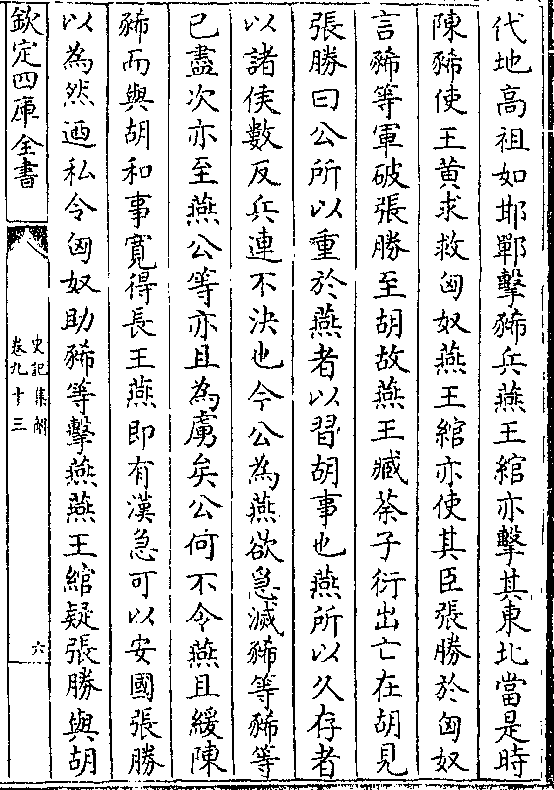 代地高祖如邯鄲擊豨兵燕王綰亦擊其東北當是時
陳豨使王黄求救匈奴燕王綰亦使其臣張勝於匈奴
言豨等軍破張勝至胡故燕王臧荼子衍出亡在胡見
張勝曰公所以重於燕者以習胡事也燕所以久存者
以諸侯數反兵連不決也今公為燕欲急滅豨等豨等
已盡次亦至燕公等亦且為虜矣公何不令燕且緩陳
豨而與胡和事寛得長王燕即有漢急可以安國張勝
以為然迺私令匈奴助豨等擊燕燕王綰疑張勝與胡
欽定四庫全書
史記集解
卷九十三
六